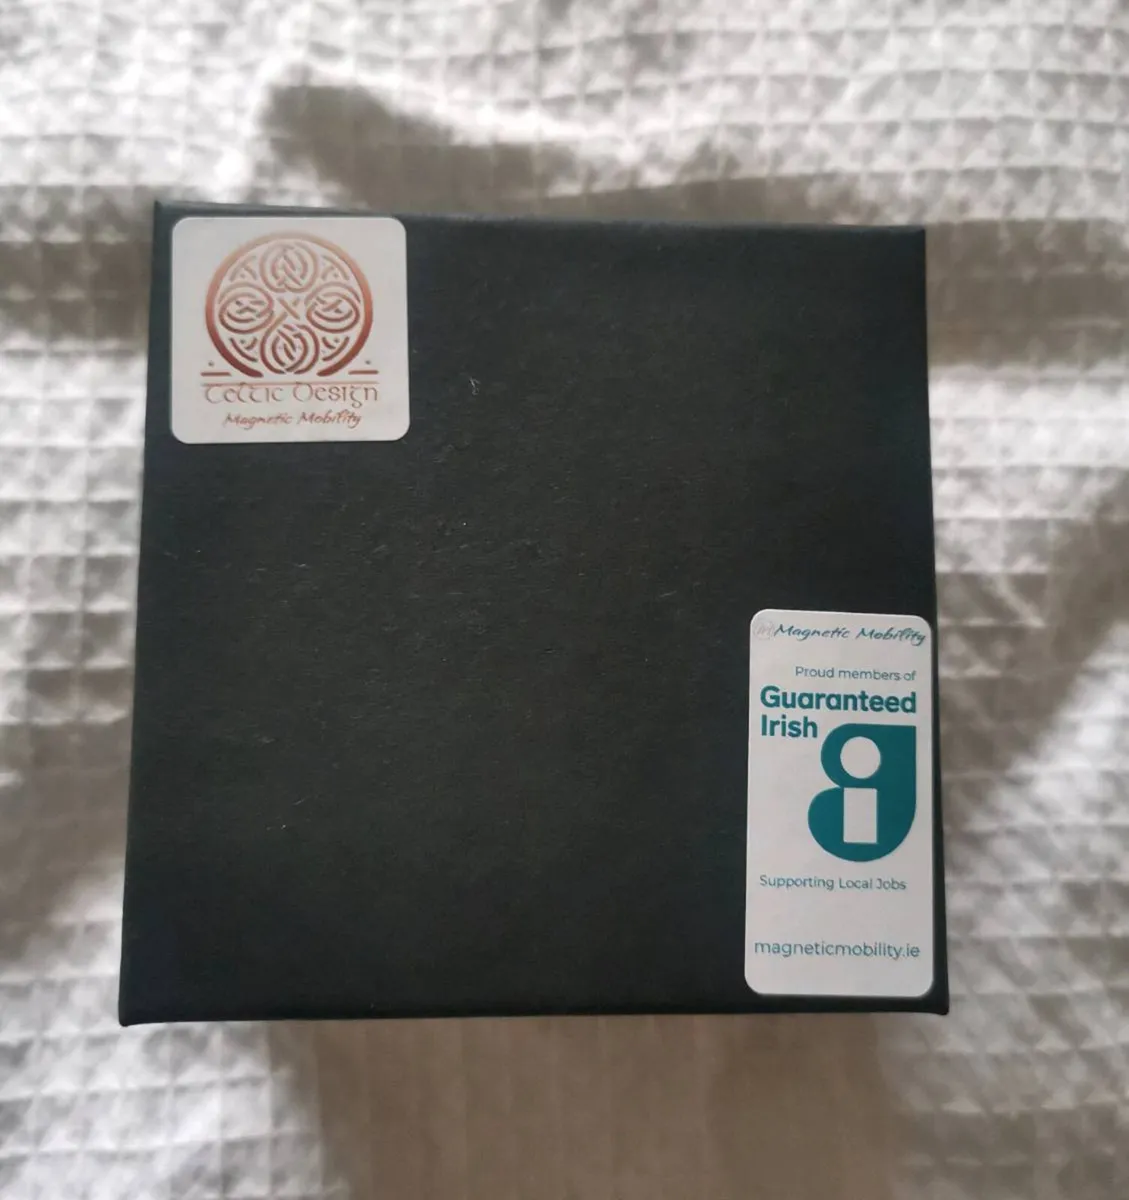 Celtic Design
Magnetic Mobility
Magnetic Mobility
Proud members of
Guaranteed
Irish
Supporting Local Jobs
magneticmobility.ie